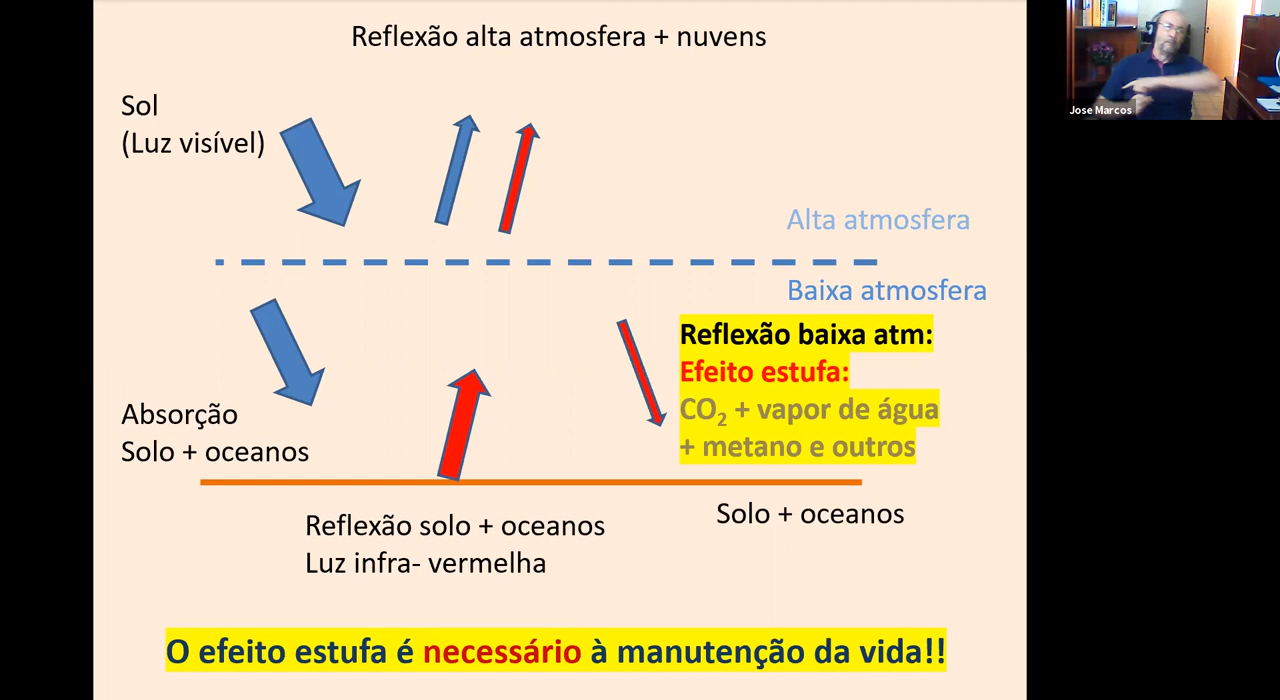 Reflexão alta atmosfera + nuvens
Sol
(Luz visível)
Jose Marcos
Alta atmosfera
Baixa atmosfera
Reflexão baixa atm:
Efeito estufa:
CO₂ + vapor de água
+ metano e outros
Absorção
Solo + oceanos
Solo + oceanos
Reflexão solo + oceanos
Luz infra- vermelha
O efeito estufa é necessário à manutenção da vida!!